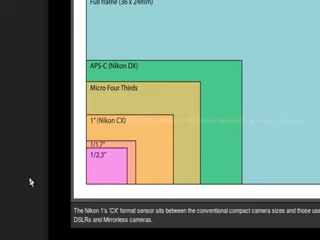 Full frame (36 x 24mm)
APS-C (Nikon DX)
Micro Four Thirds
1" (Nikon CX)
1/1.7"
1/2.3"
The Nikon 1's 'CX' format sensor sits between the conventional compact camera sizes and those use
DSLRs and Mirrorless cameras.